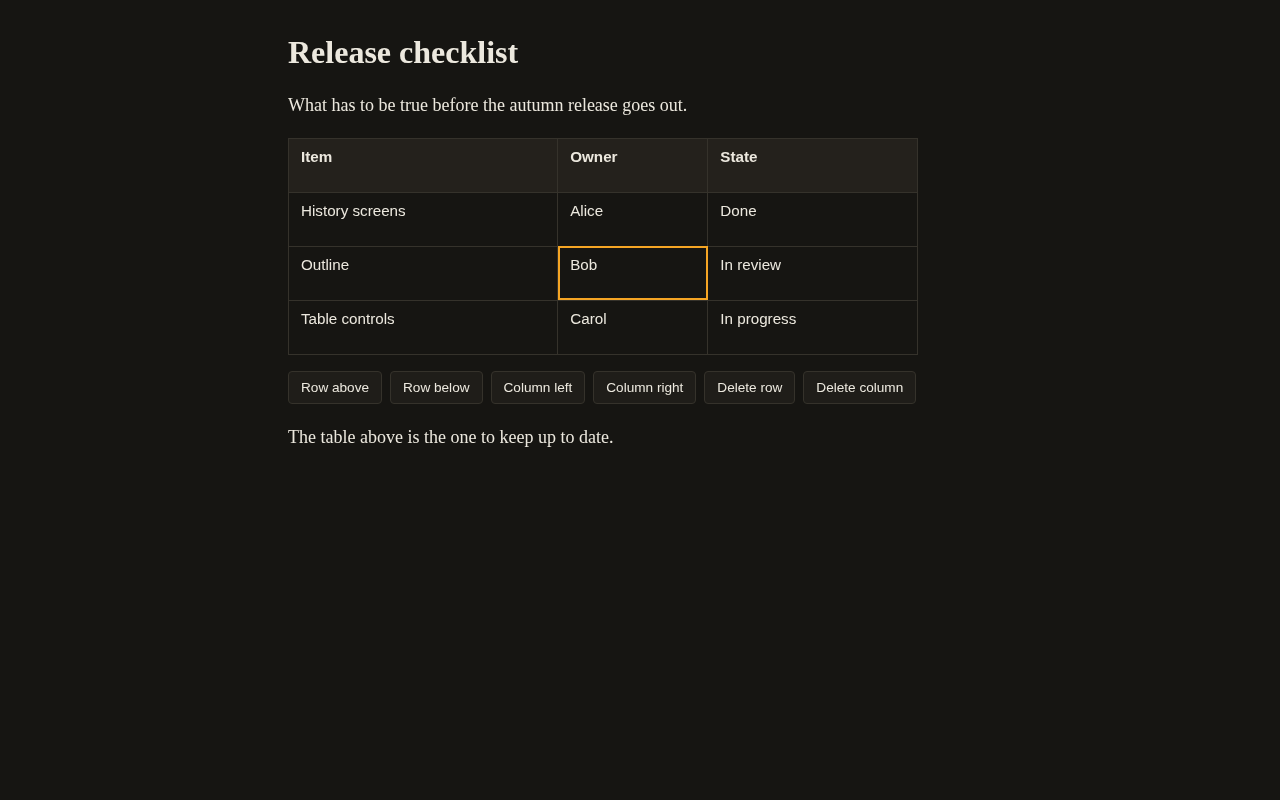 Release checklist
What has to be true before the autumn release goes out.
Item Owner State
History screens Alice Done
Outline Bob In review
Table controls Carol In progress
Row above Row below Column left Column right Delete row Delete column
The table above is the one to keep up to date.